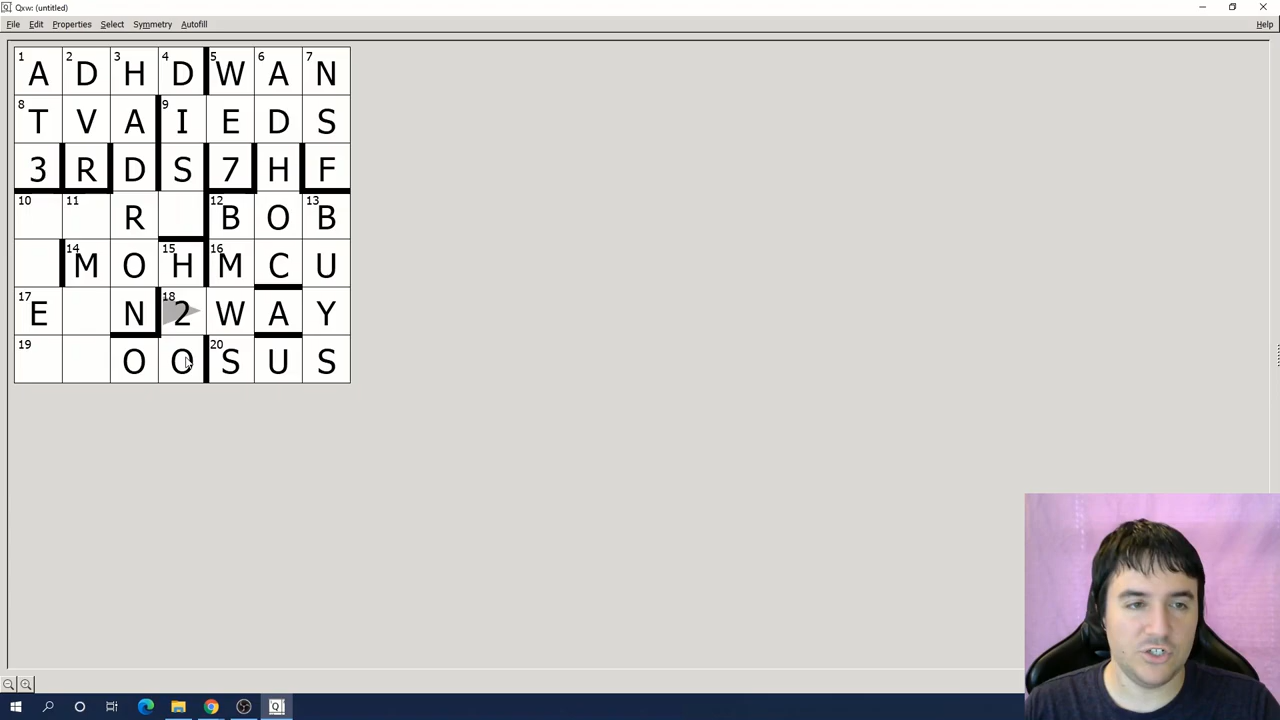 Qxw: (untitled)
File Edit Properties Select Symmetry Autofill Help
1 2 3 4 5 6 7
A D H D W A N
8 9
T V A I E D S
3 R D S 7 H F
10 11 12 13
R B O B
14 15 16
M O H M C U
17 18
E N 2 W A Y
19 20
O O S U S